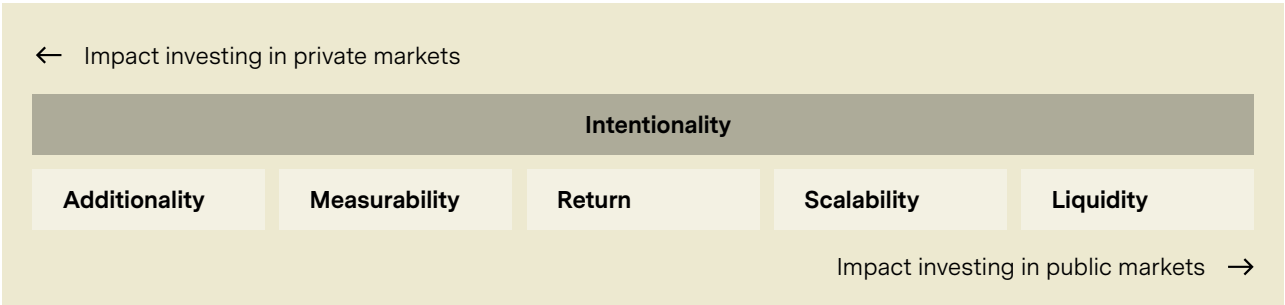 ← Impact investing in private markets
Intentionality
Additionality Measurability Return Scalability Liquidity
Impact investing in public markets →